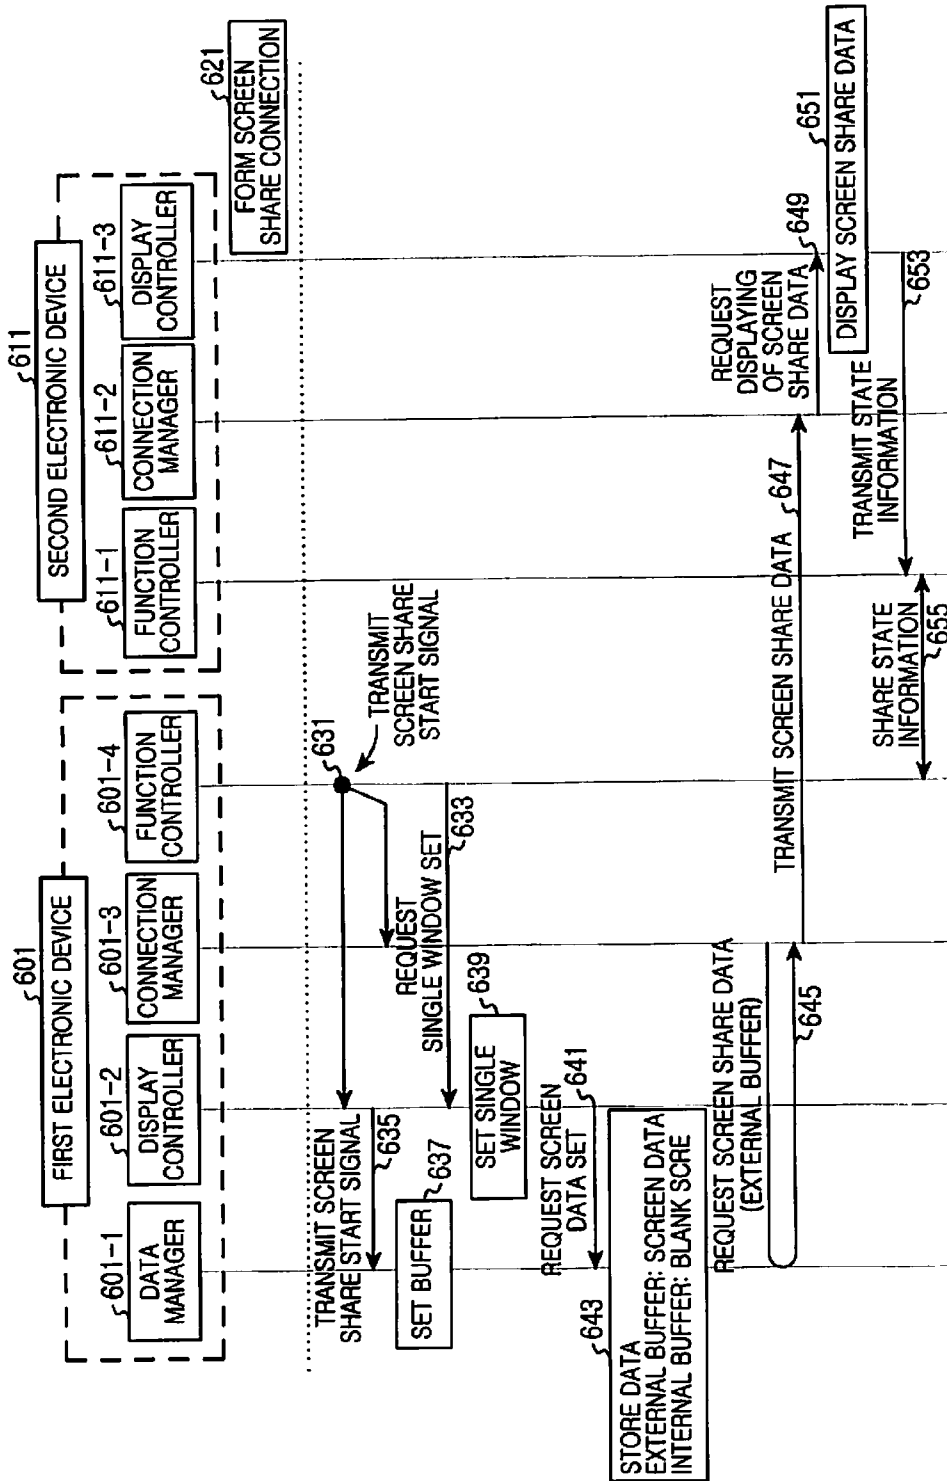 601
FIRST ELECTRONIC DEVICE
611
SECOND ELECTRONIC DEVICE
601-1
DATA
MANAGER
601-2
DISPLAY
CONTROLLER
601-3
CONNECTION
MANAGER
601-4
FUNCTION
CONTROLLER
611-1
FUNCTION
CONTROLLER
611-2
CONNECTION
MANAGER
611-3
DISPLAY
CONTROLLER
621
FORM SCREEN
SHARE CONNECTION
631
TRANSMIT
SCREEN SHARE
START SIGNAL
TRANSMIT SCREEN
SHARE START SIGNAL
635
REQUEST
SINGLE WINDOW SET
633
SET BUFFER
637
SET SINGLE
WINDOW
639
REQUEST SCREEN
DATA SET
641
643
STORE DATA
EXTERNAL BUFFER: SCREEN DATA
INTERNAL BUFFER: BLANK SCRE
REQUEST SCREEN SHARE DATA
(EXTERNAL BUFFER)
645
TRANSMIT SCREEN SHARE DATA
647
REQUEST
DISPLAYING
OF SCREEN
SHARE DATA
649
651
DISPLAY SCREEN SHARE DATA
TRANSMIT STATE
INFORMATION
653
SHARE STATE
INFORMATION
655